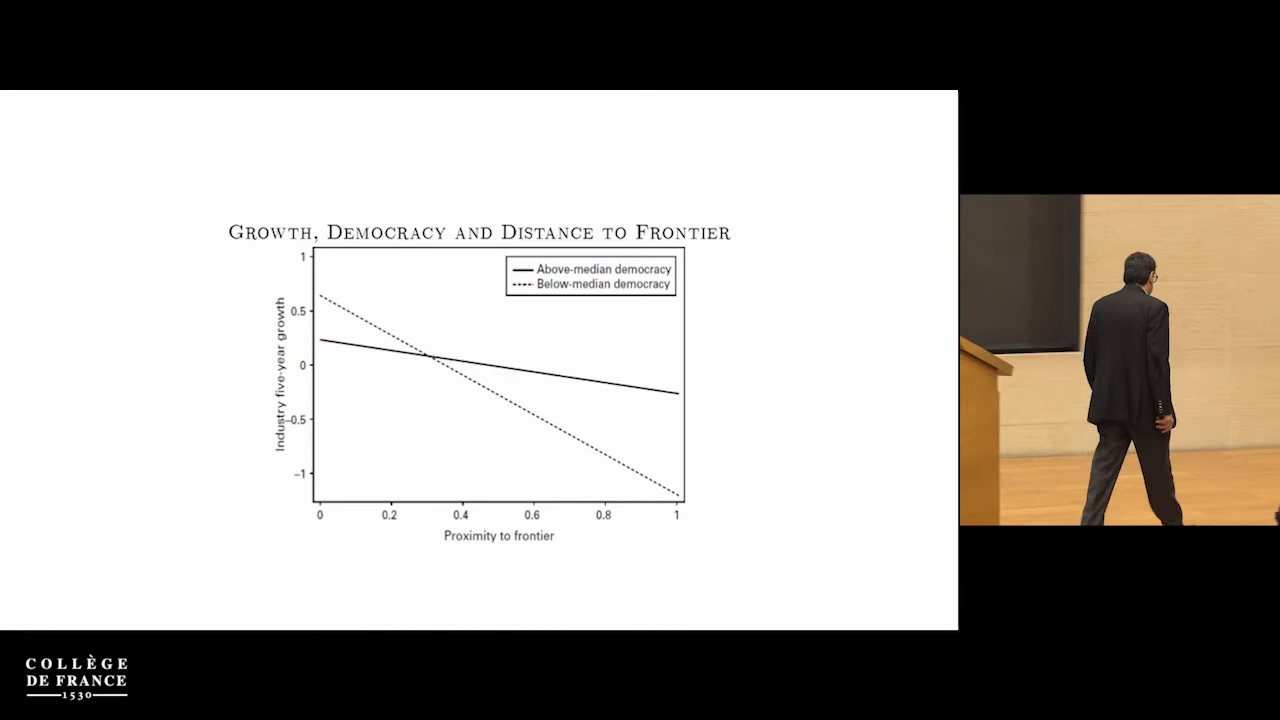 GROWTH, DEMOCRACY AND DISTANCE TO FRONTIER
Above-median democracy
Below-median democracy
Industry five-year growth
1
0.5
0
−0.5
−1
0
0.2
0.4
0.6
0.8
1
Proximity to frontier
COLLÈGE
DE FRANCE
1530